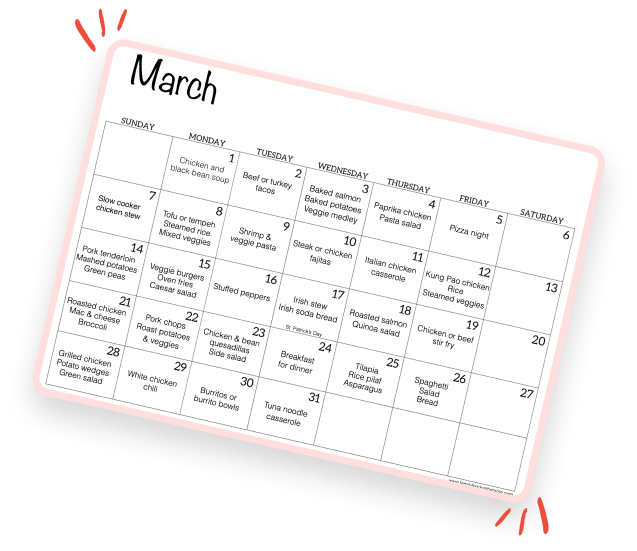 March
SUNDAY
MONDAY
TUESDAY
WEDNESDAY
THURSDAY
FRIDAY
SATURDAY
1
Chicken and
black bean soup
2
Beef or turkey
tacos
3
Baked salmon
Baked potatoes
Veggie medley
4
Paprika chicken
Pasta salad
5
Pizza night
6
7
Slow cooker
chicken stew
8
Tofu or tempeh
Steamed rice
Mixed veggies
9
Shrimp &
veggie pasta
10
Steak or chicken
fajitas
11
Italian chicken
casserole
12
Kung Pao chicken
Rice
Steamed veggies
13
14
Pork tenderloin
Mashed potatoes
Green peas
15
Veggie burgers
Oven fries
Caesar salad
16
Stuffed peppers
17
Irish stew
Irish soda bread
St. Patrick's Day
18
Roasted salmon
Quinoa salad
19
Chicken or beef
stir fry
20
21
Roasted chicken
Mac & cheese
Broccoli
22
Pork chops
Roast potatoes
& veggies
23
Chicken & bean
quesadillas
Side salad
24
Breakfast
for dinner
25
Tilapia
Rice pilaf
Asparagus
26
Spaghetti
Salad
Bread
27
28
Grilled chicken
Potato wedges
Green salad
29
White chicken
chili
30
Burritos or
burrito bowls
31
Tuna noodle
casserole